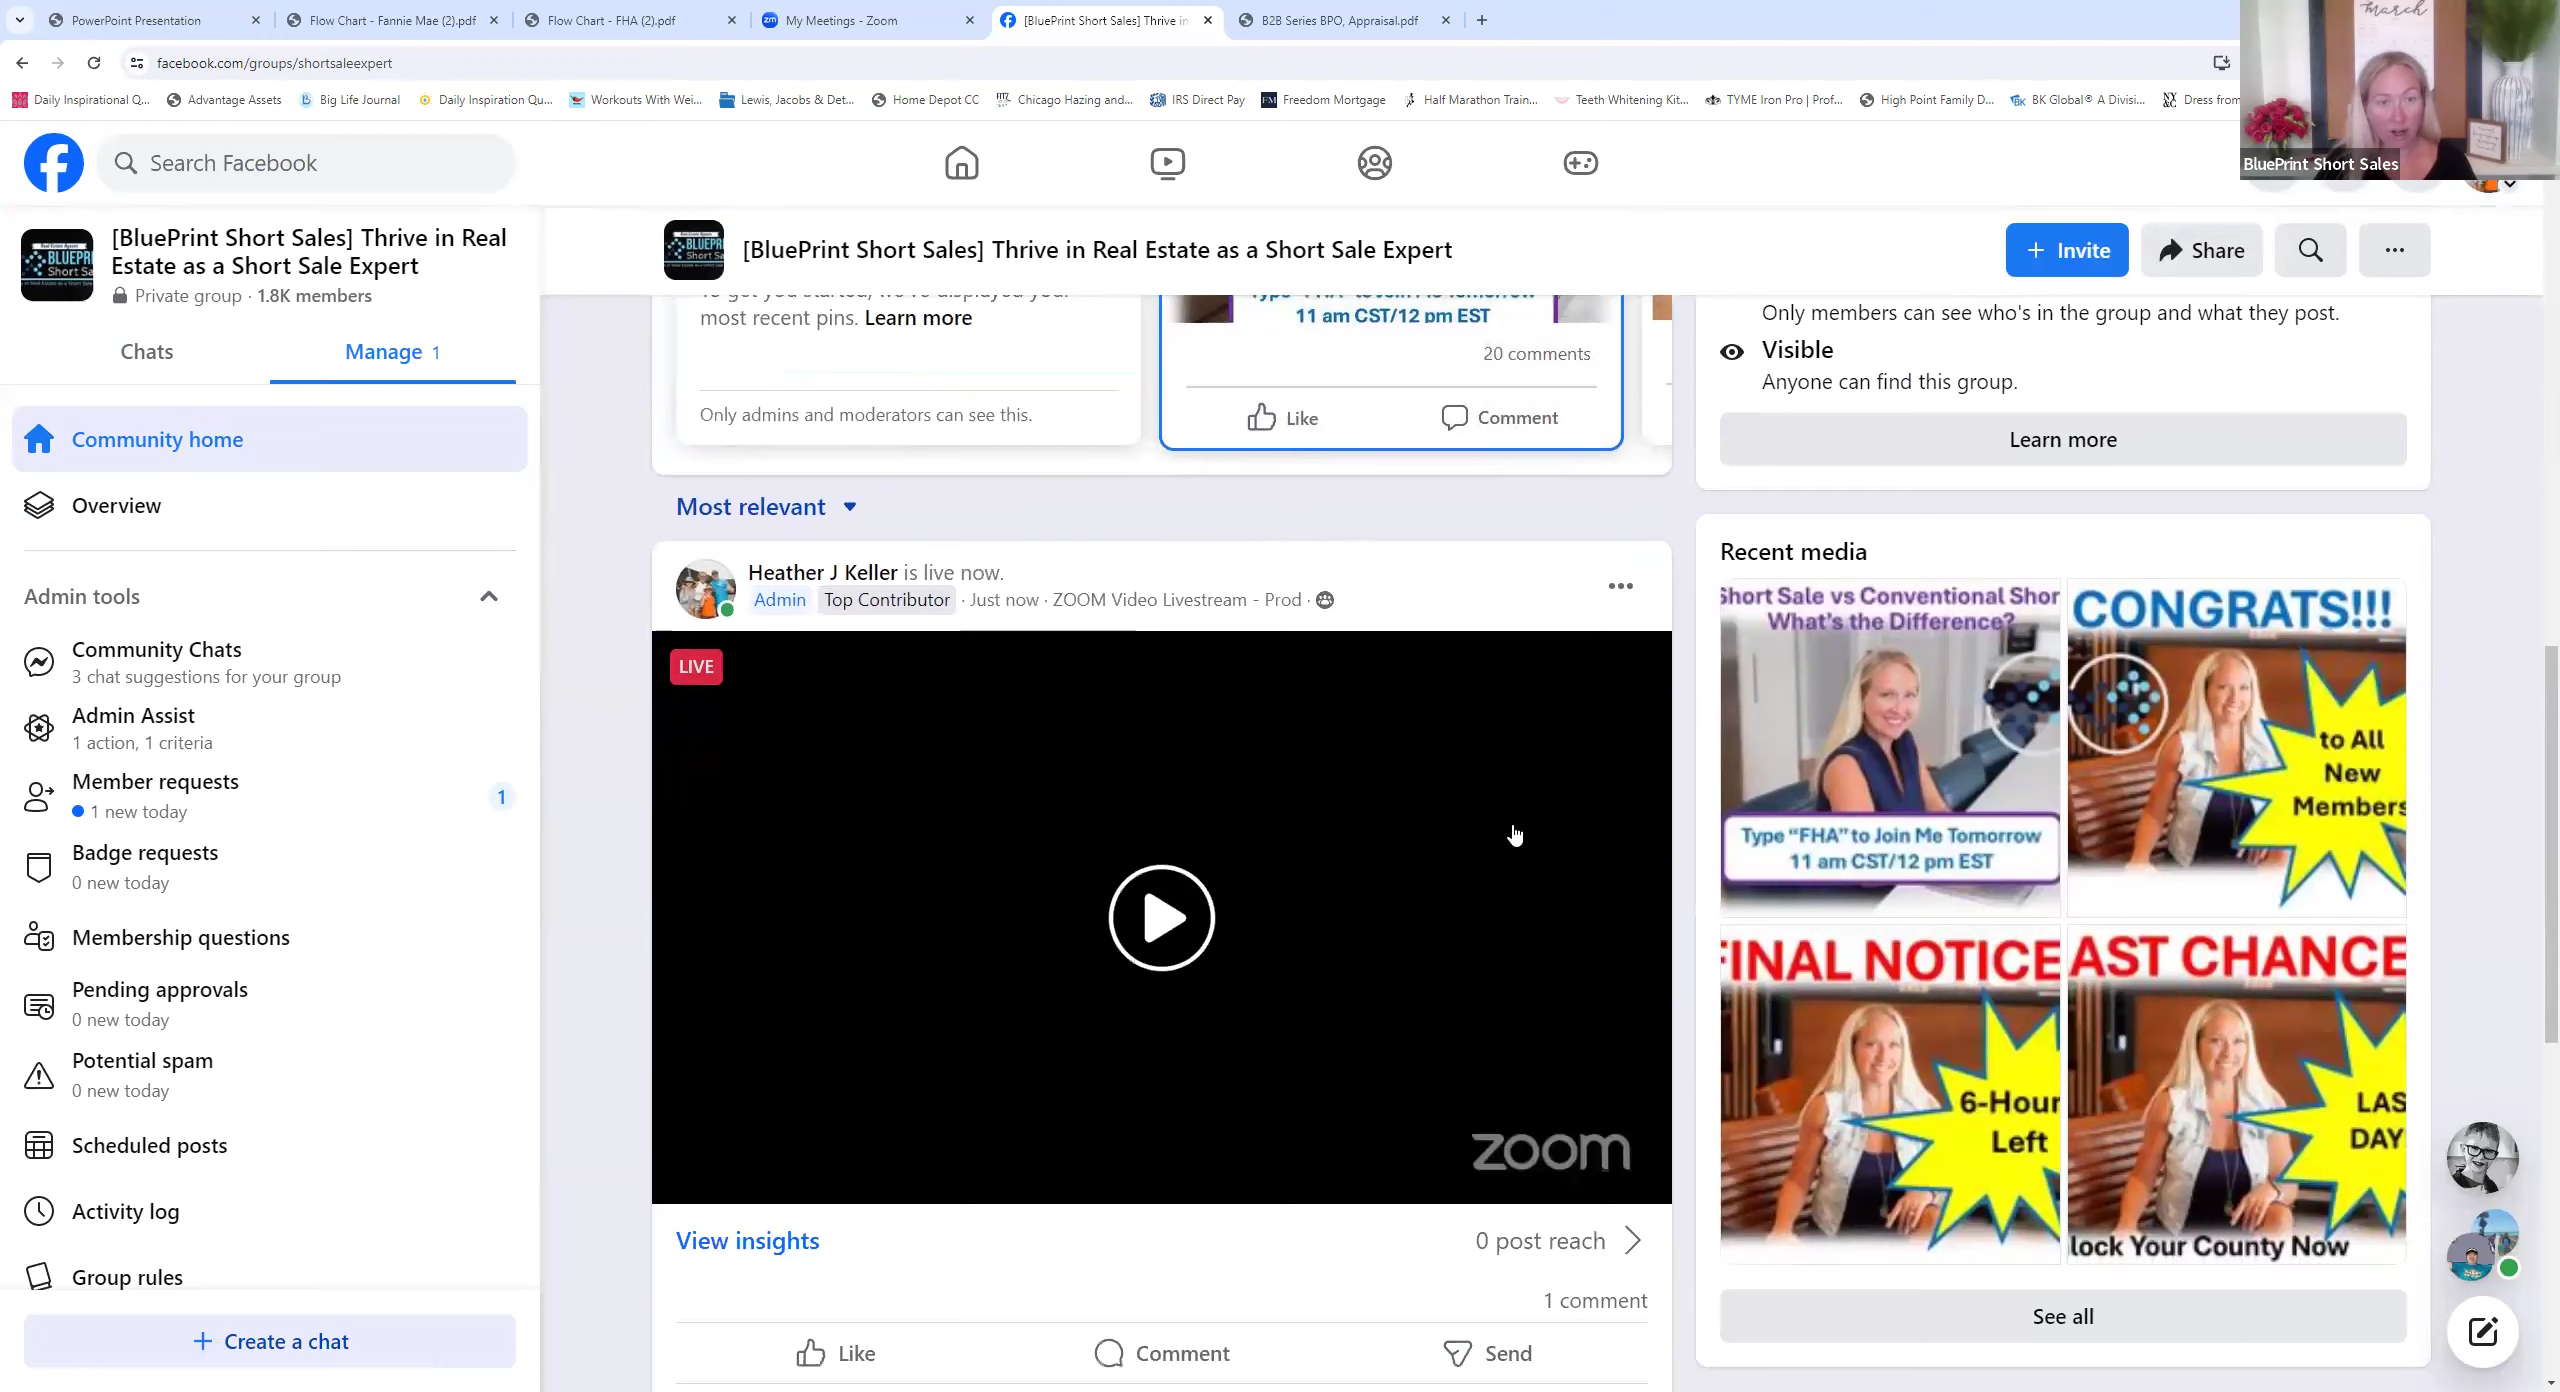 PowerPoint Presentation
Flow Chart - Fannie Mae (2).pdf
Flow Chart - FHA (2).pdf
My Meetings - Zoom
[BluePrint Short Sales] Thrive in
B2B Series BPO, Appraisal.pdf
facebook.com/groups/shortsaleexpert
Daily Inspirational Q...
Advantage Assets
Big Life Journal
Daily Inspiration Qu...
Workouts With Wei...
Lewis, Jacobs & Det...
Home Depot CC
Chicago Hazing and...
IRS Direct Pay
Freedom Mortgage
Half Marathon Train...
Teeth Whitening Kit...
TYME Iron Pro | Prof...
High Point Family D...
BK Global® A Divisi...
Dress from
March
BluePrint Short Sales
Search Facebook
[BluePrint Short Sales] Thrive in Real
Estate as a Short Sale Expert
Private group · 1.8K members
Chats
Manage 1
Community home
Overview
Admin tools
Community Chats
3 chat suggestions for your group
Admin Assist
1 action, 1 criteria
Member requests
1 new today
1
Badge requests
0 new today
Membership questions
Pending approvals
0 new today
Potential spam
0 new today
Scheduled posts
Activity log
Group rules
+ Create a chat
[BluePrint Short Sales] Thrive in Real Estate as a Short Sale Expert
+ Invite
Share
most recent pins. Learn more
Only admins and moderators can see this.
11 am CST/12 pm EST
20 comments
Like
Comment
Most relevant
Heather J Keller is live now.
Admin Top Contributor · Just now · ZOOM Video Livestream - Prod ·
LIVE
zoom
View insights
0 post reach
1 comment
Like
Comment
Send
Only members can see who's in the group and what they post.
Visible
Anyone can find this group.
Learn more
Recent media
Short Sale vs Conventional Shor
What's the Difference?
Type "FHA" to Join Me Tomorrow
11 am CST/12 pm EST
CONGRATS!!!
to All
New
Members
FINAL NOTICE
6-Hour
Left
AST CHANCE
LAS
DAY
lock Your County Now
See all